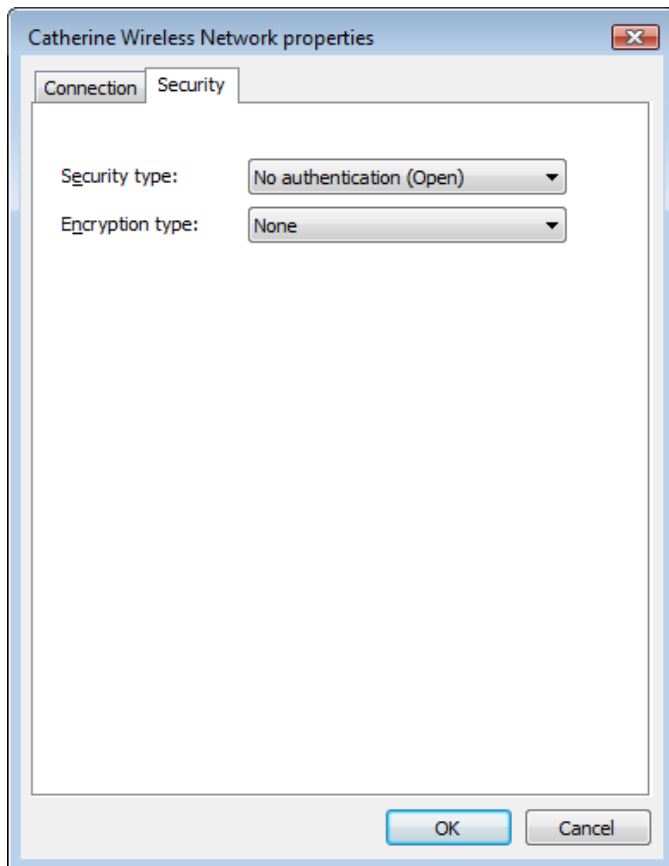 Catherine Wireless Network properties
Connection Security
Security type: No authentication (Open)
Encryption type: None
OK Cancel